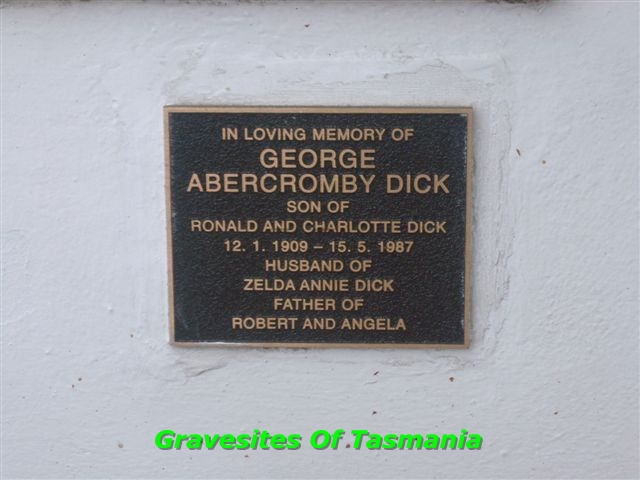 IN LOVING MEMORY OF
GEORGE
ABERCROMBY DICK
SON OF
RONALD AND CHARLOTTE DICK
12. 1. 1909 – 15. 5. 1987
HUSBAND OF
ZELDA ANNIE DICK
FATHER OF
ROBERT AND ANGELA
Gravesites Of Tasmania